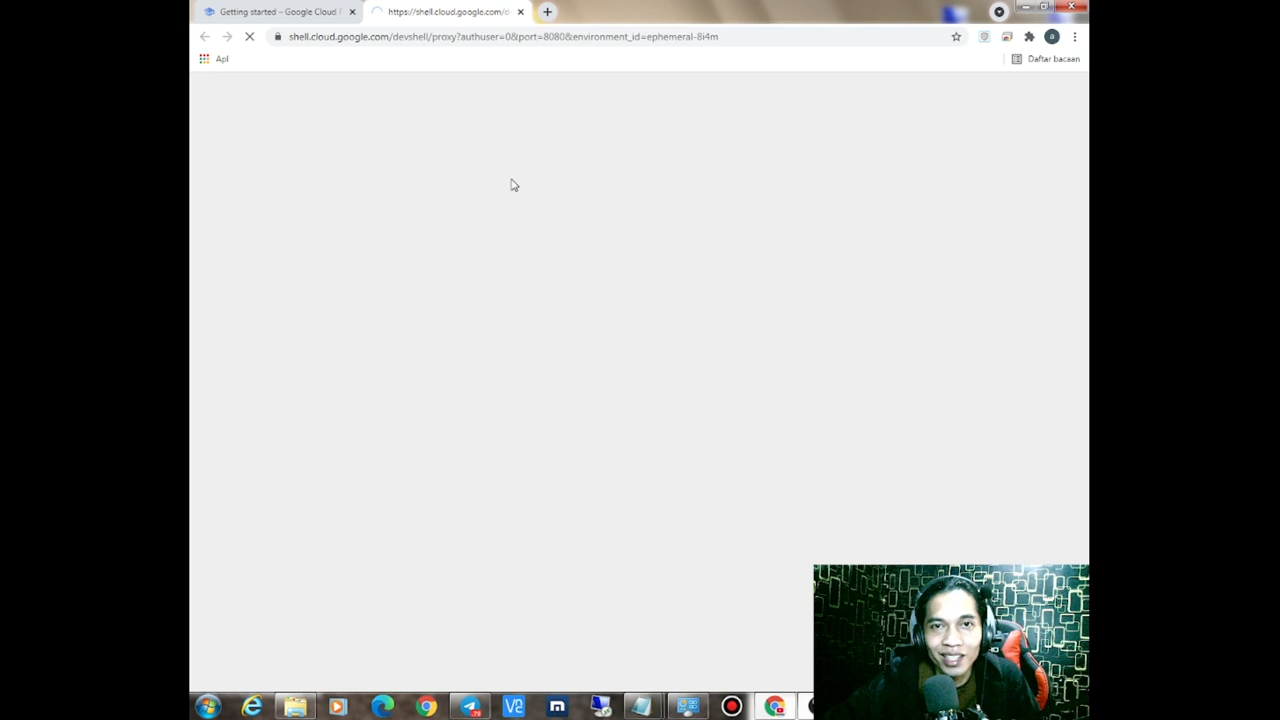 Getting started – Google Cloud
https://shell.cloud.google.com/d
shell.cloud.google.com/devshell/proxy?authuser=0&port=8080&environment_id=ephemeral-8i4m
a
Apl
Daftar bacaan
79